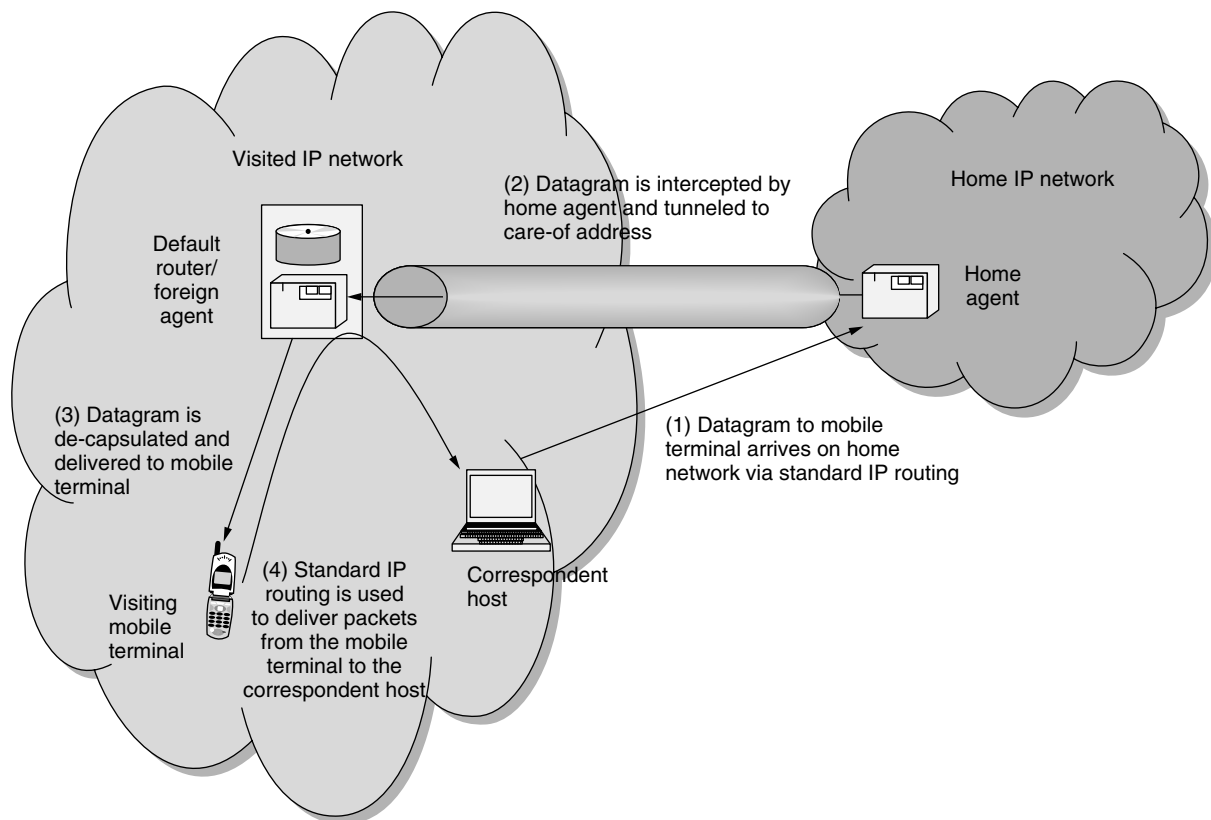 Visited IP network
Home IP network
(2) Datagram is intercepted by
home agent and tunneled to
care-of address
Default
router/
foreign
agent
Home
agent
(3) Datagram is
de-capsulated and
delivered to mobile
terminal
(1) Datagram to mobile
terminal arrives on home
network via standard IP routing
Visiting
mobile
terminal
(4) Standard IP
routing is used
to deliver packets
from the mobile
terminal to the
correspondent host
Correspondent
host